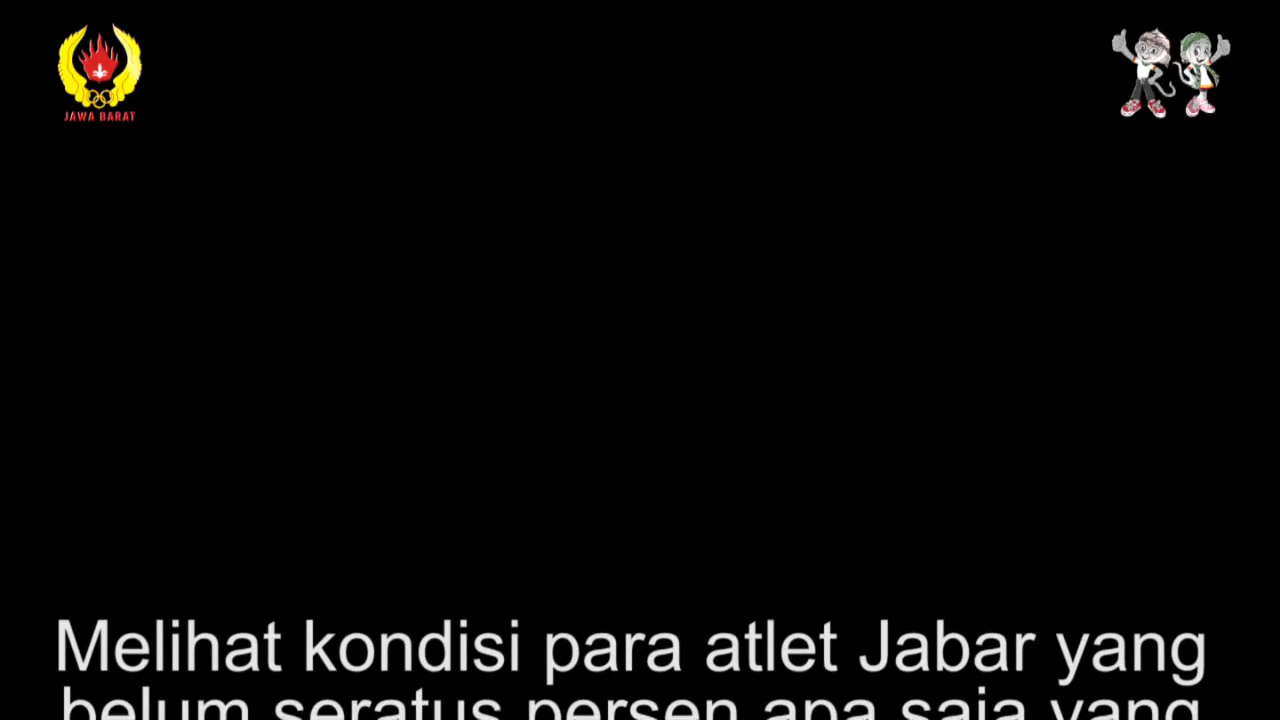 JAWA BARAT
Melihat kondisi para atlet Jabar yang
belum seratus persen apa saja yang